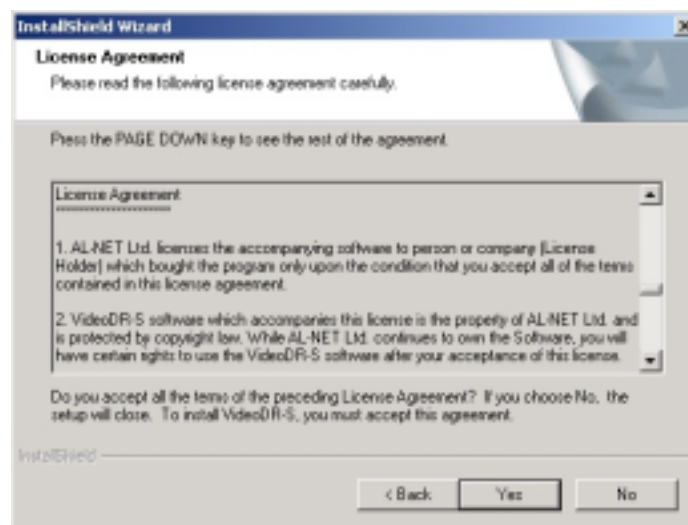 InstallShield Wizard
License Agreement
Please read the following license agreement carefully.
Press the PAGE DOWN key to see the rest of the agreement.
License Agreement
1. AL-NET Ltd. licenses the accompanying software to person or company (License
Holder) which bought the program only upon the condition that you accept all of the terms
contained in this license agreement.
2. VideoDR-S software which accompanies this license is the property of AL-NET Ltd. and
is protected by copyright law. While AL-NET Ltd. continues to own the Software, you will
have certain rights to use the VideoDR-S software after your acceptance of this license.
Do you accept all the terms of the preceding License Agreement? If you choose No, the
setup will close. To install VideoDR-S, you must accept this agreement.
InstallShield
< Back
Yes
No